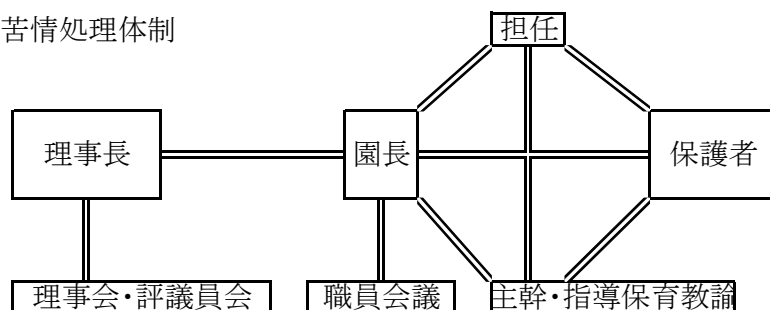 苦情処理体制
担任
理事長
園長
保護者
理事会・評議員会
職員会議
主幹・指導保育教諭